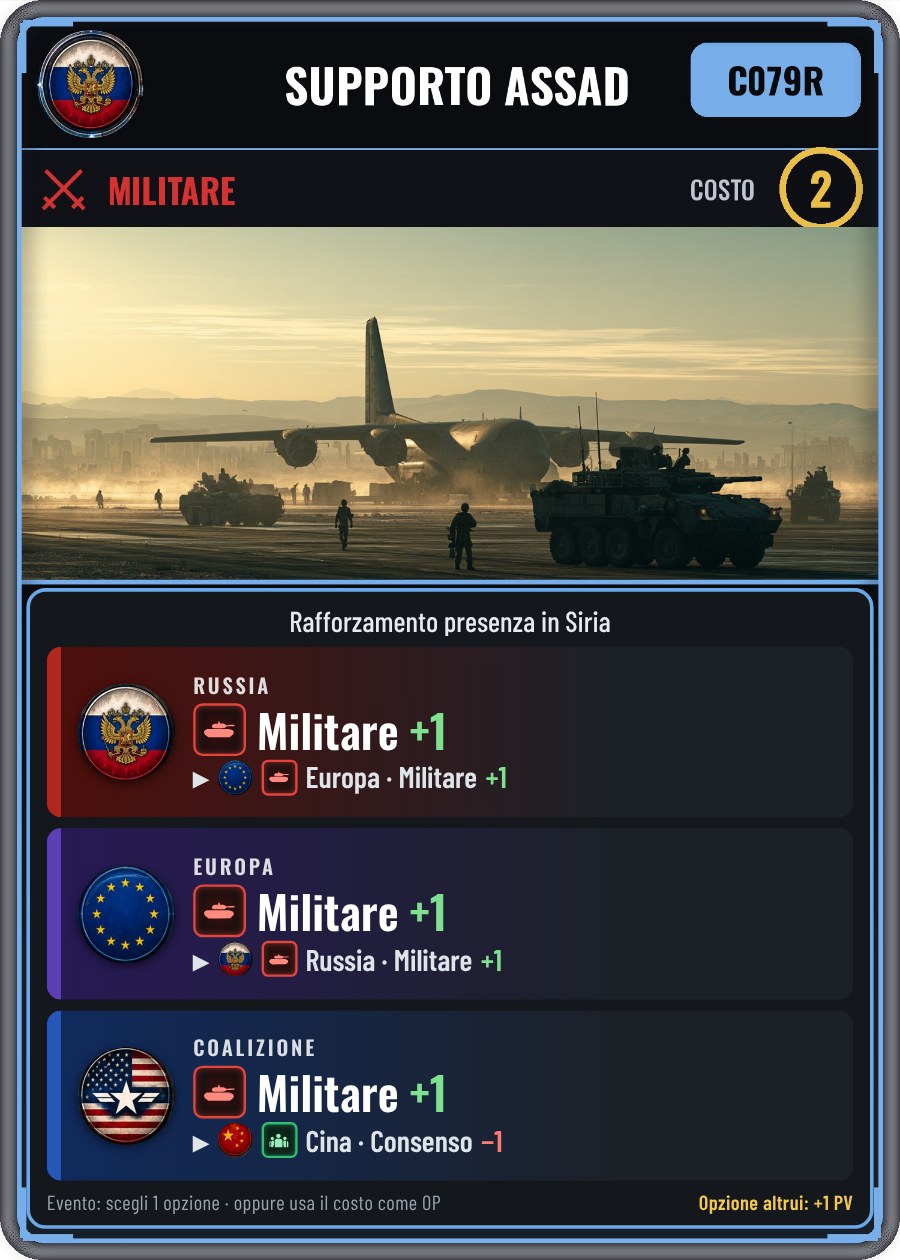 SUPPORTO ASSAD
C079R
MILITARE
COSTO
2
Rafforzamento presenza in Siria
RUSSIA
Militare +1
▶ Europa · Militare +1
EUROPA
Militare +1
▶ Russia · Militare +1
COALIZIONE
Militare +1
▶ Cina · Consenso −1
Evento: scegli 1 opzione · oppure usa il costo come OP
Opzione altrui: +1 PV